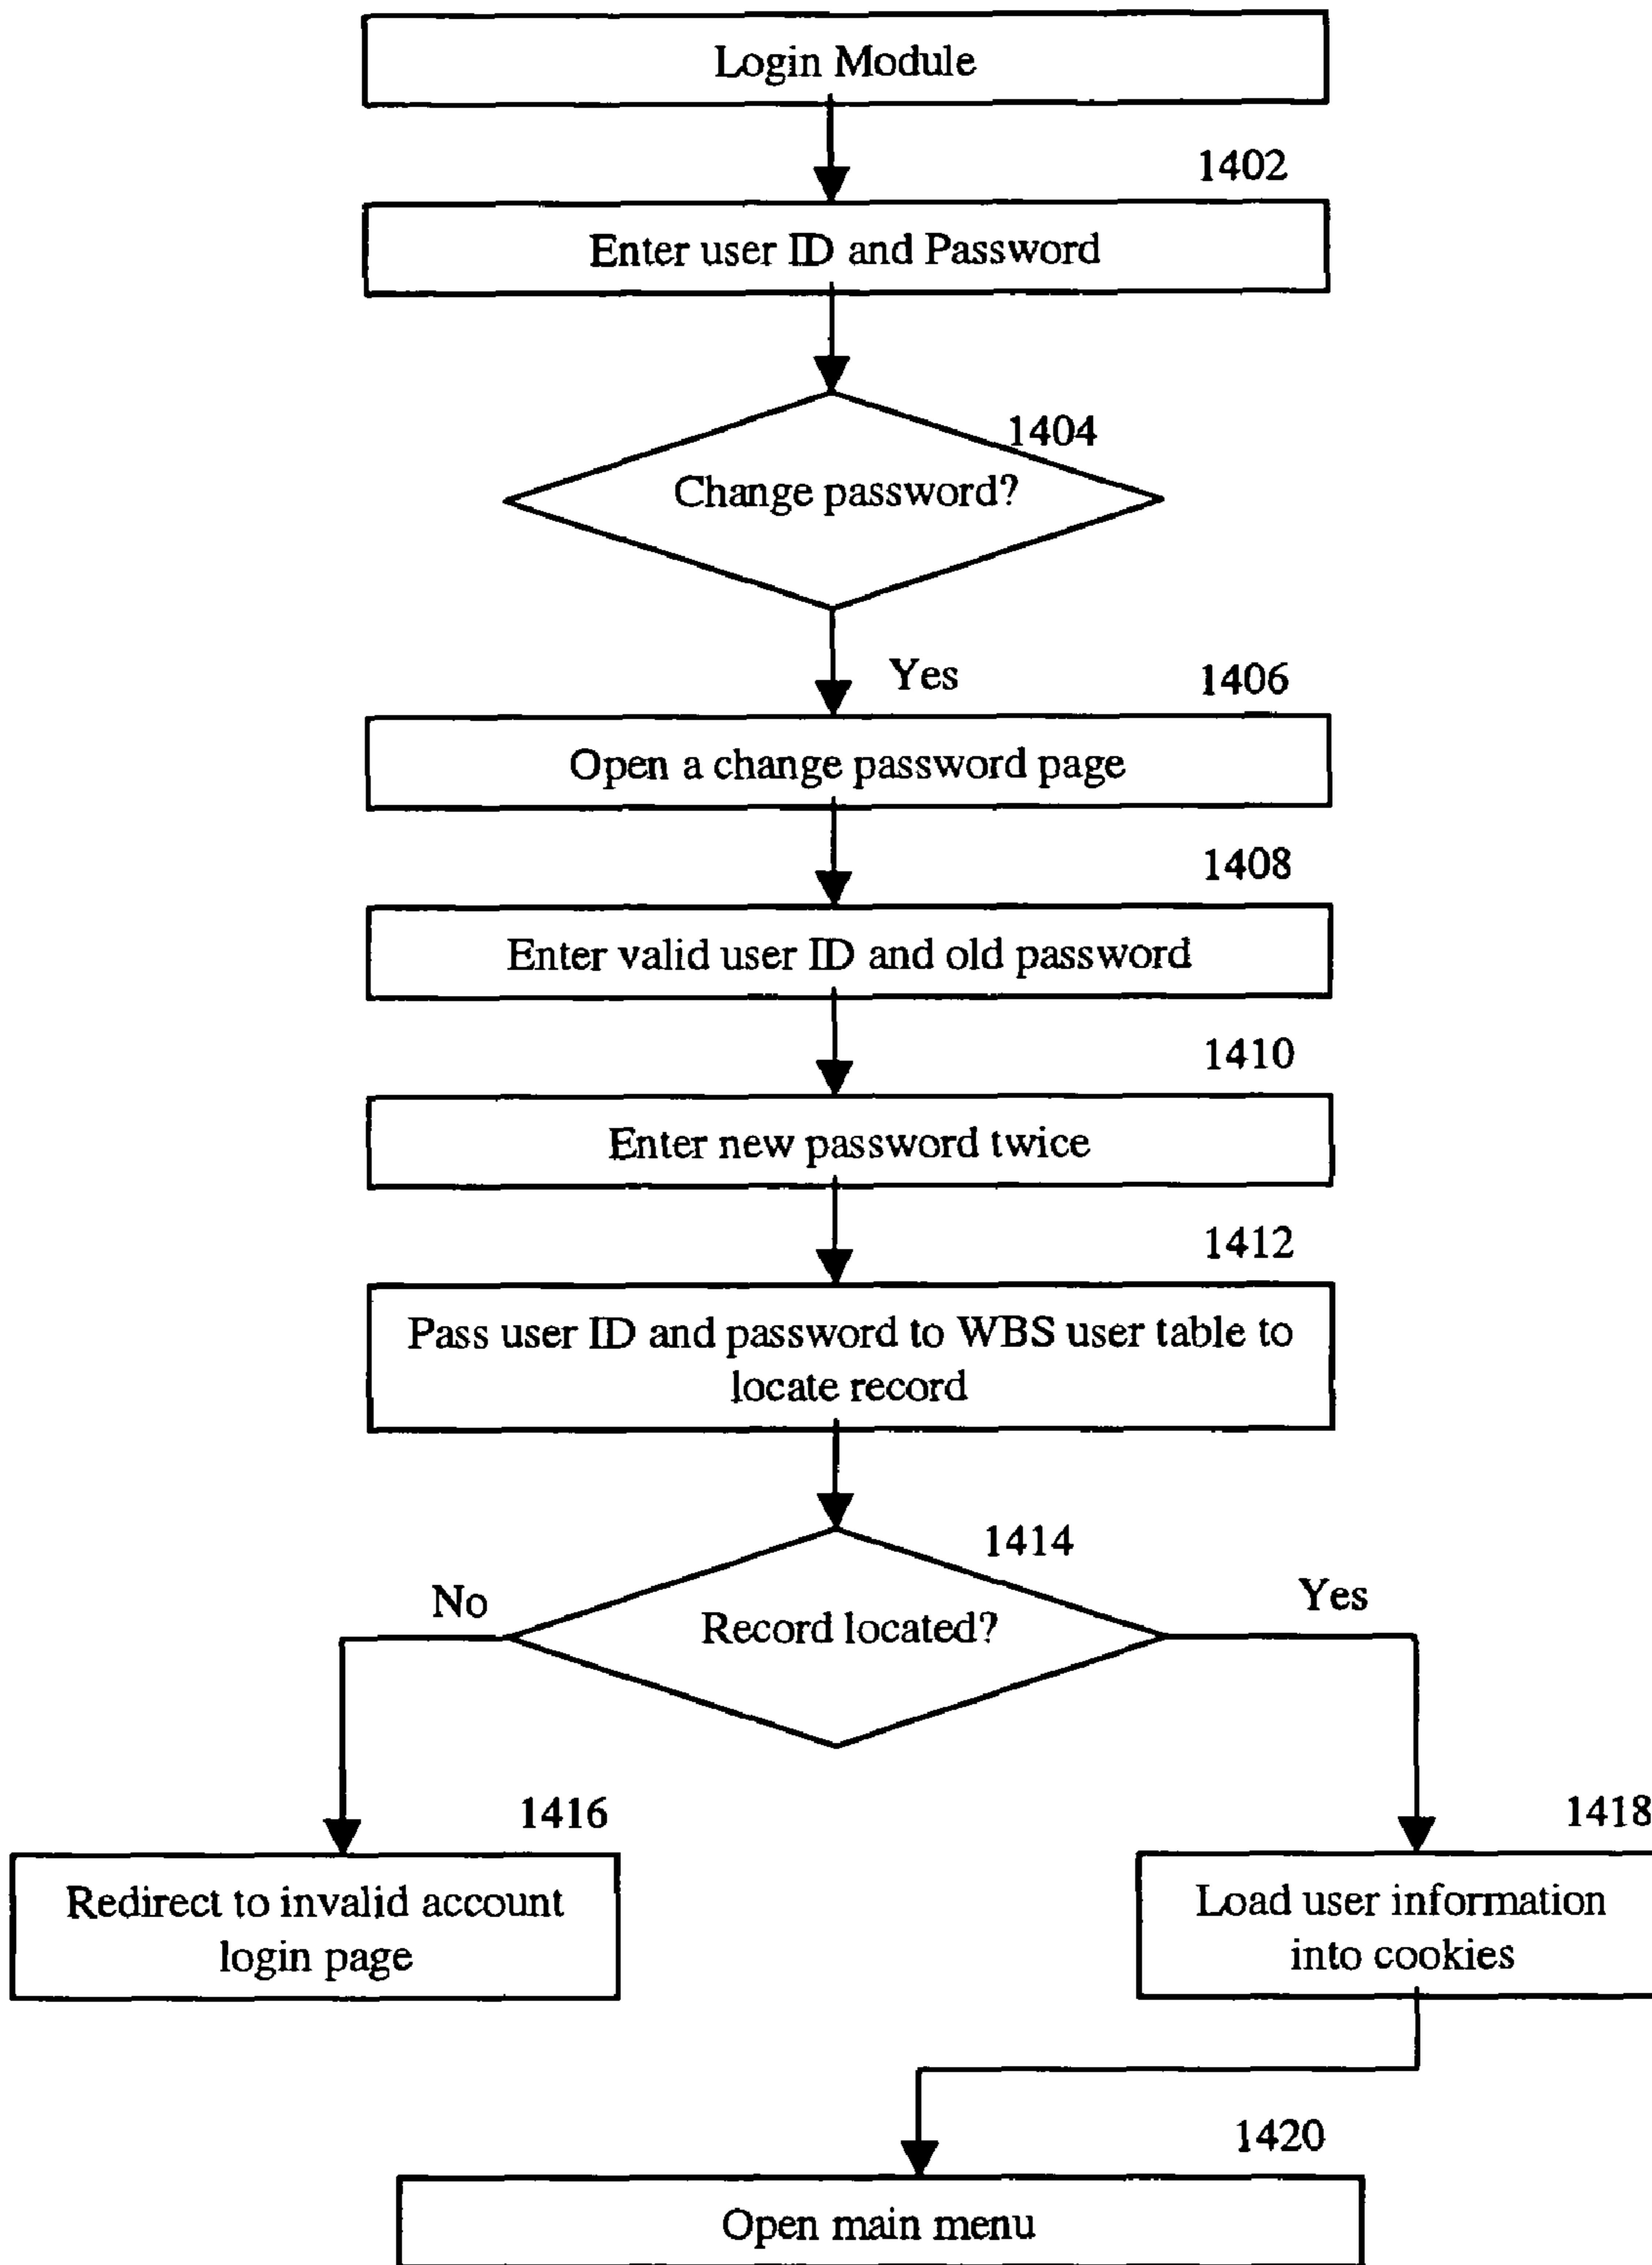 Login Module
1402
Enter user ID and Password
1404
Change password?
Yes
1406
Open a change password page
1408
Enter valid user ID and old password
1410
Enter new password twice
1412
Pass user ID and password to WBS user table to
locate record
1414
No
Yes
Record located?
1416
1418
Redirect to invalid account
login page
Load user information
into cookies
1420
Open main menu